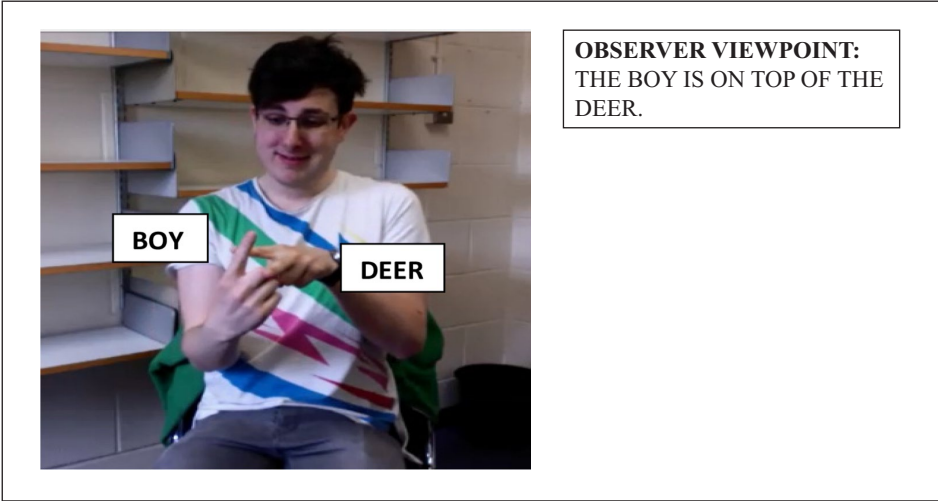 OBSERVER VIEWPOINT:
THE BOY IS ON TOP OF THE
DEER.
BOY
DEER